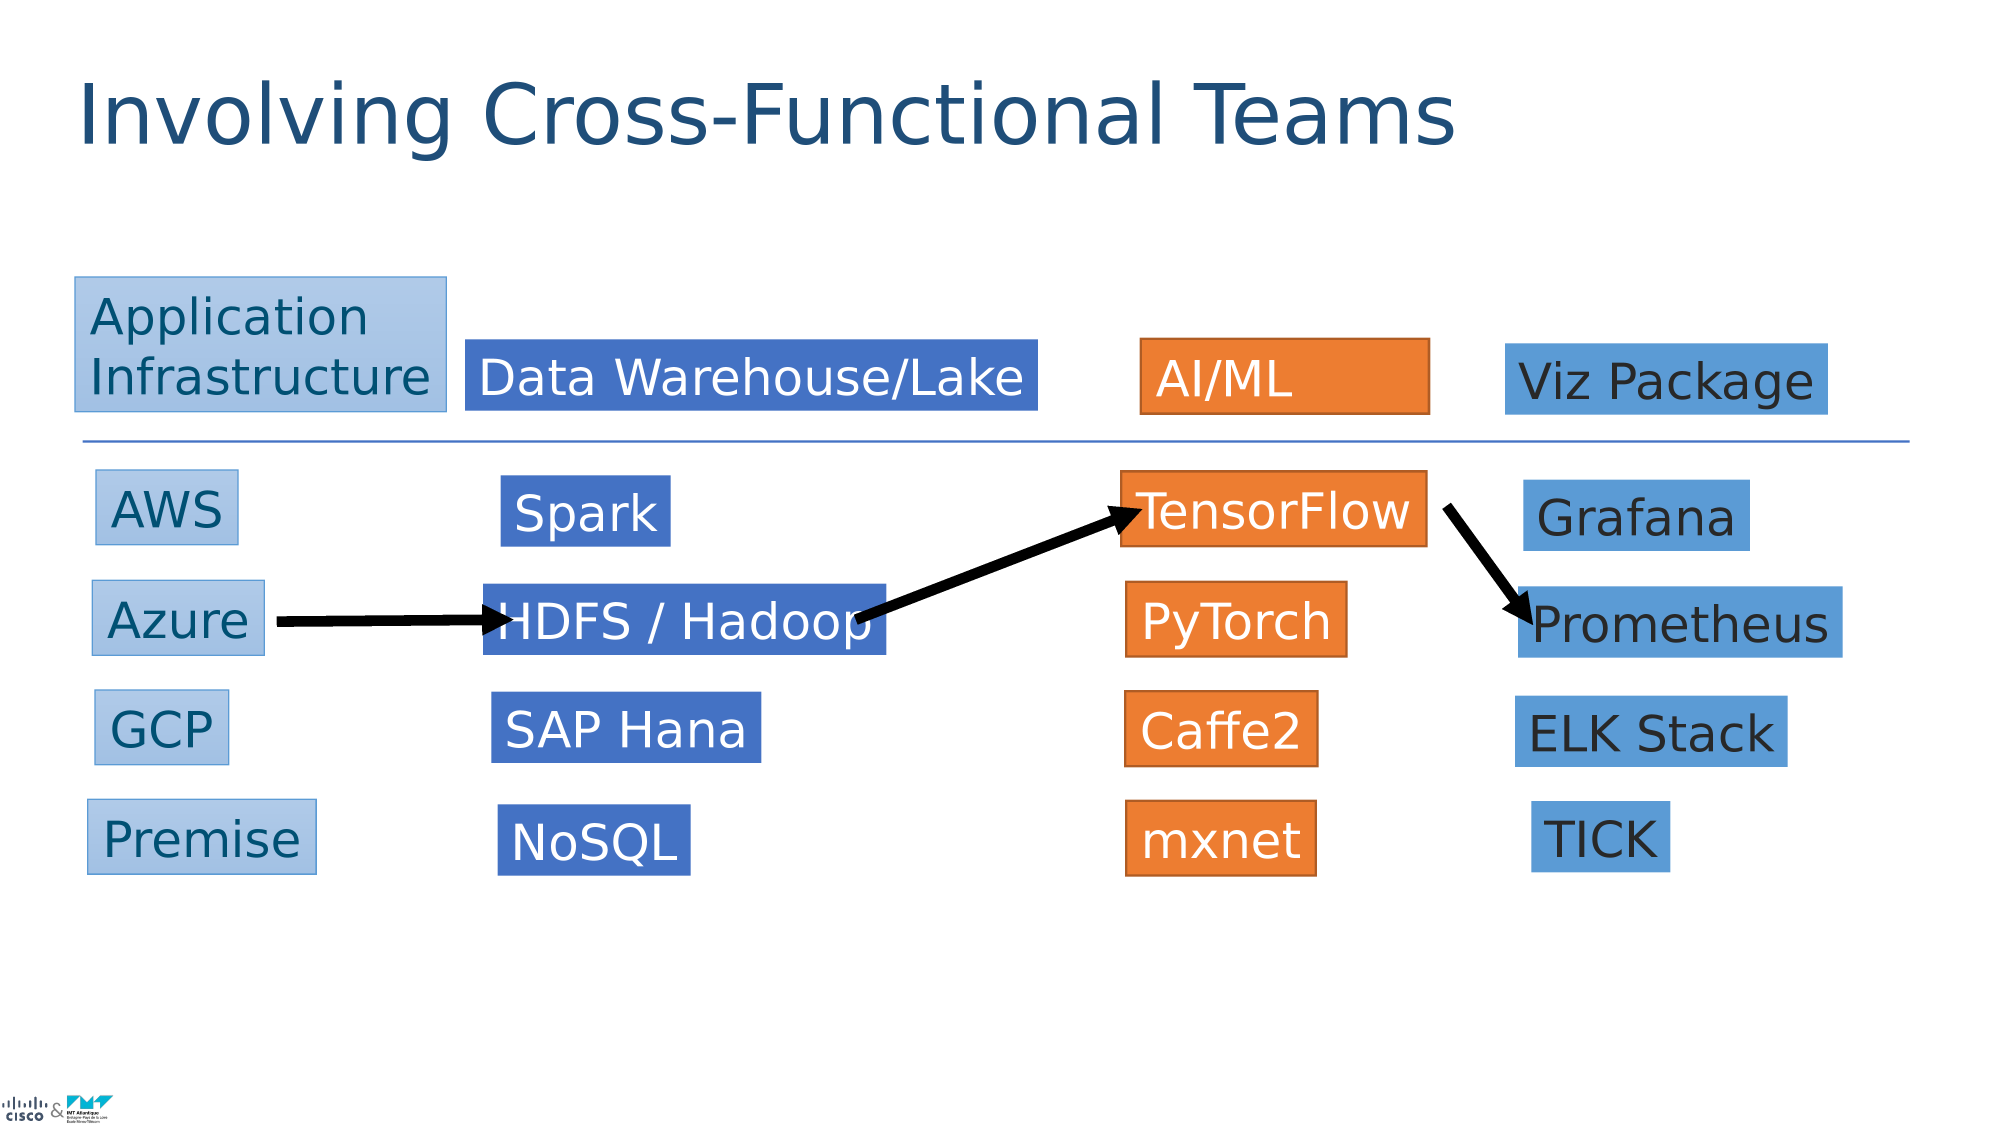 Involving Cross-Functional Teams
Application
Infrastructure
Data Warehouse/Lake
AI/ML
Viz Package
AWS
Spark
TensorFlow
Grafana
Azure
HDFS / Hadoop
PyTorch
Prometheus
GCP
SAP Hana
Caffe2
ELK Stack
Premise
NoSQL
mxnet
TICK
CISCO
&
IMT Atlantique